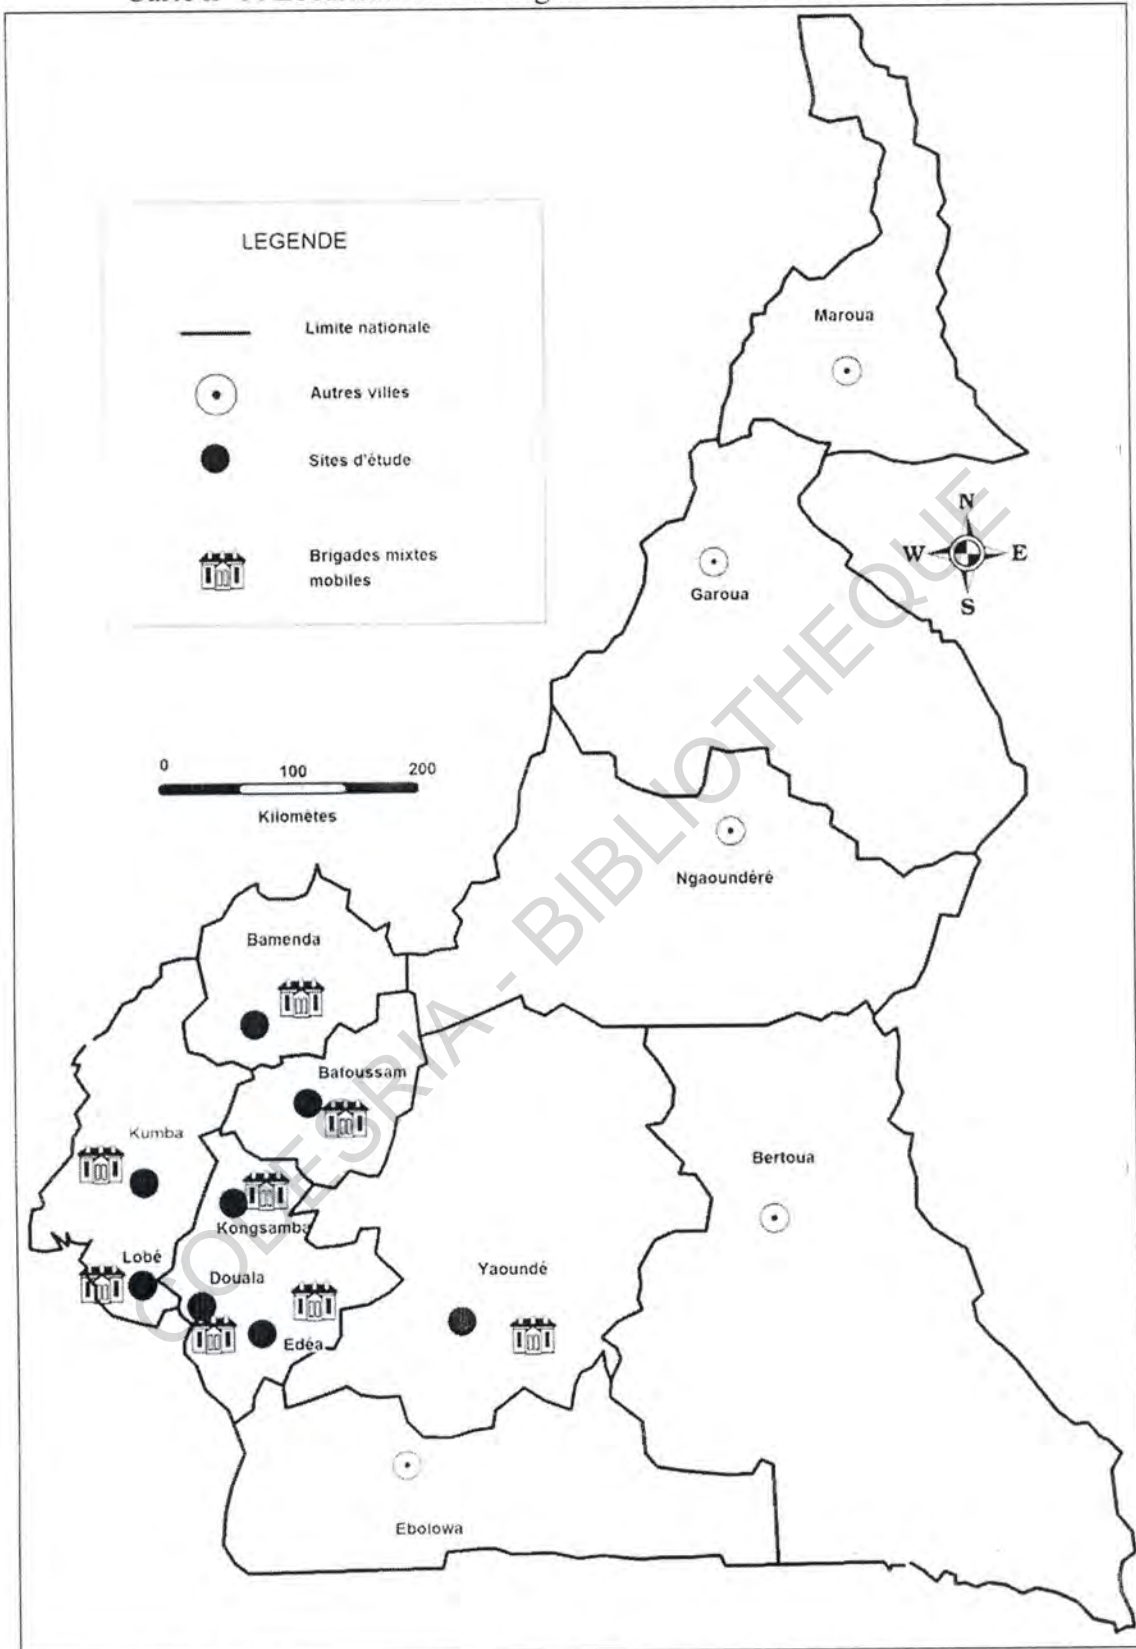 LEGENDE
Limite nationale
Autres villes
Sites d'étude
Brigades mixtes
mobiles
Maroua
N
W E
S
Garoua
0 100 200
Kilomètes
Ngaoundéré
Bamenda
Bafoussam
Kumba
Bertoua
Kongsamba
Lobé
Douala
Yaoundé
Edéa
Ebolowa
CODESRIA - BIBLIOTHEQUE